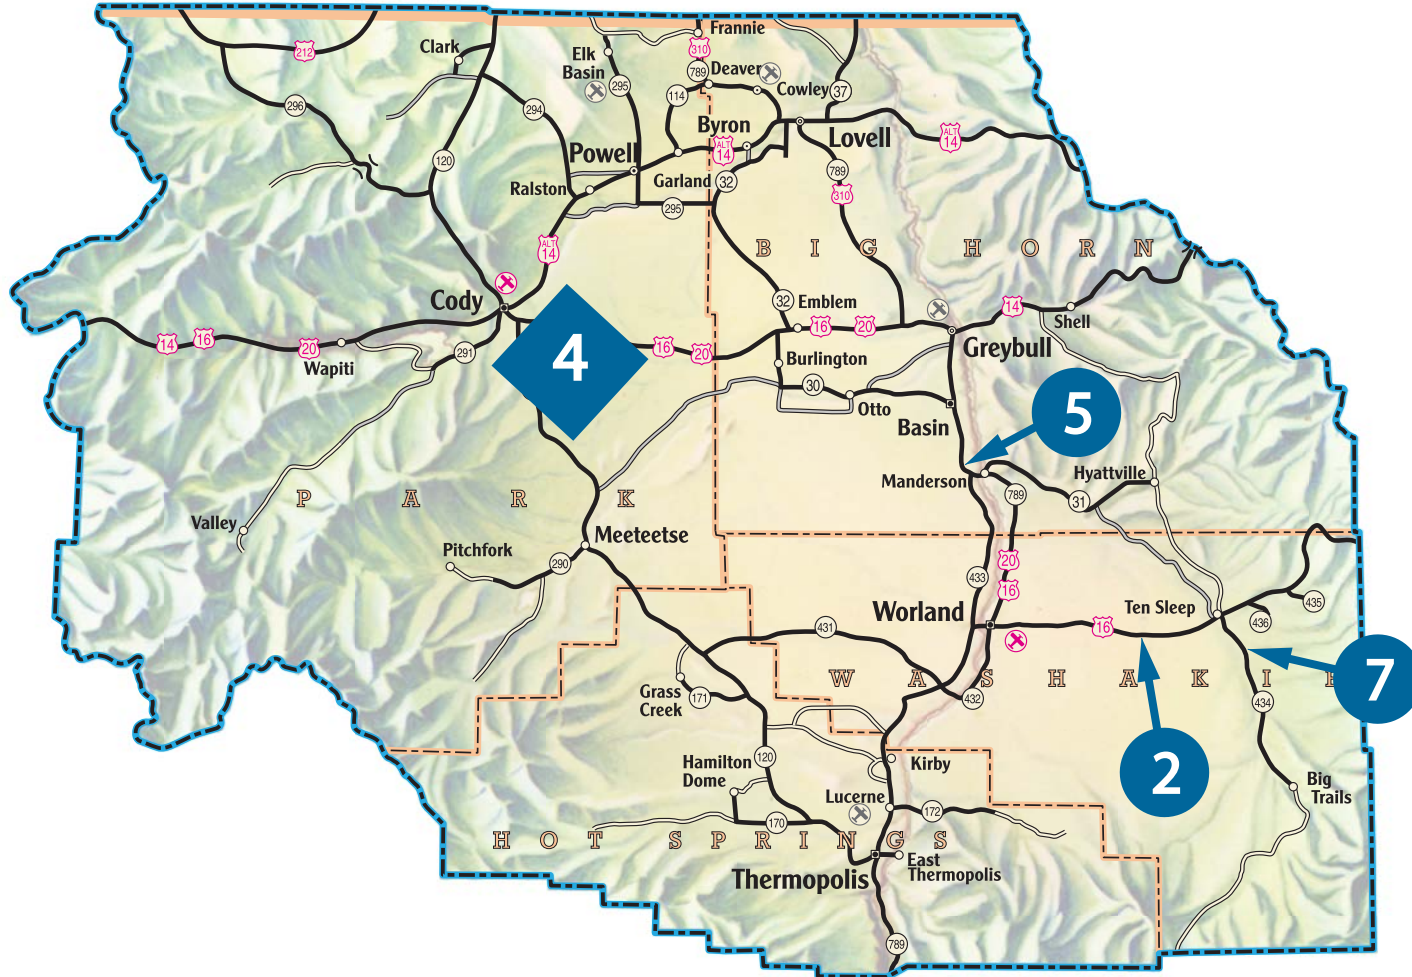 Frannie
310
Clark
212
Elk
Basin
789
Deaver
295
114
Cowley
37
296
294
Byron
Lovell
ALT
14
120
Powell
ALT
14
789
Garland
32
Ralston
310
295
ALT
14
B I G H O R N
Cody
32
Emblem
14
Shell
16
20
14
16
20
Wapiti
291
4
16
20
Greybull
Burlington
30
Otto
5
Basin
Manderson
Hyattville
789
31
P A R K
Valley
Meeteetse
Pitchfork
290
20
433
16
Worland
Ten Sleep
435
436
431
16
W A S H A K I E
7
Grass
Creek
171
432
434
Hamilton
Dome
120
Kirby
2
Big
Trails
Lucerne
172
170
H O T S P R I N G S
East
Thermopolis
Thermopolis
789